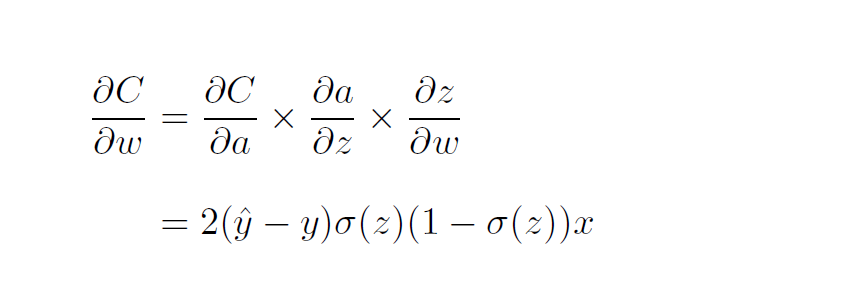 ∂C/∂w = ∂C/∂a × ∂a/∂z × ∂z/∂w
= 2(ŷ − y)σ(z)(1 − σ(z))x